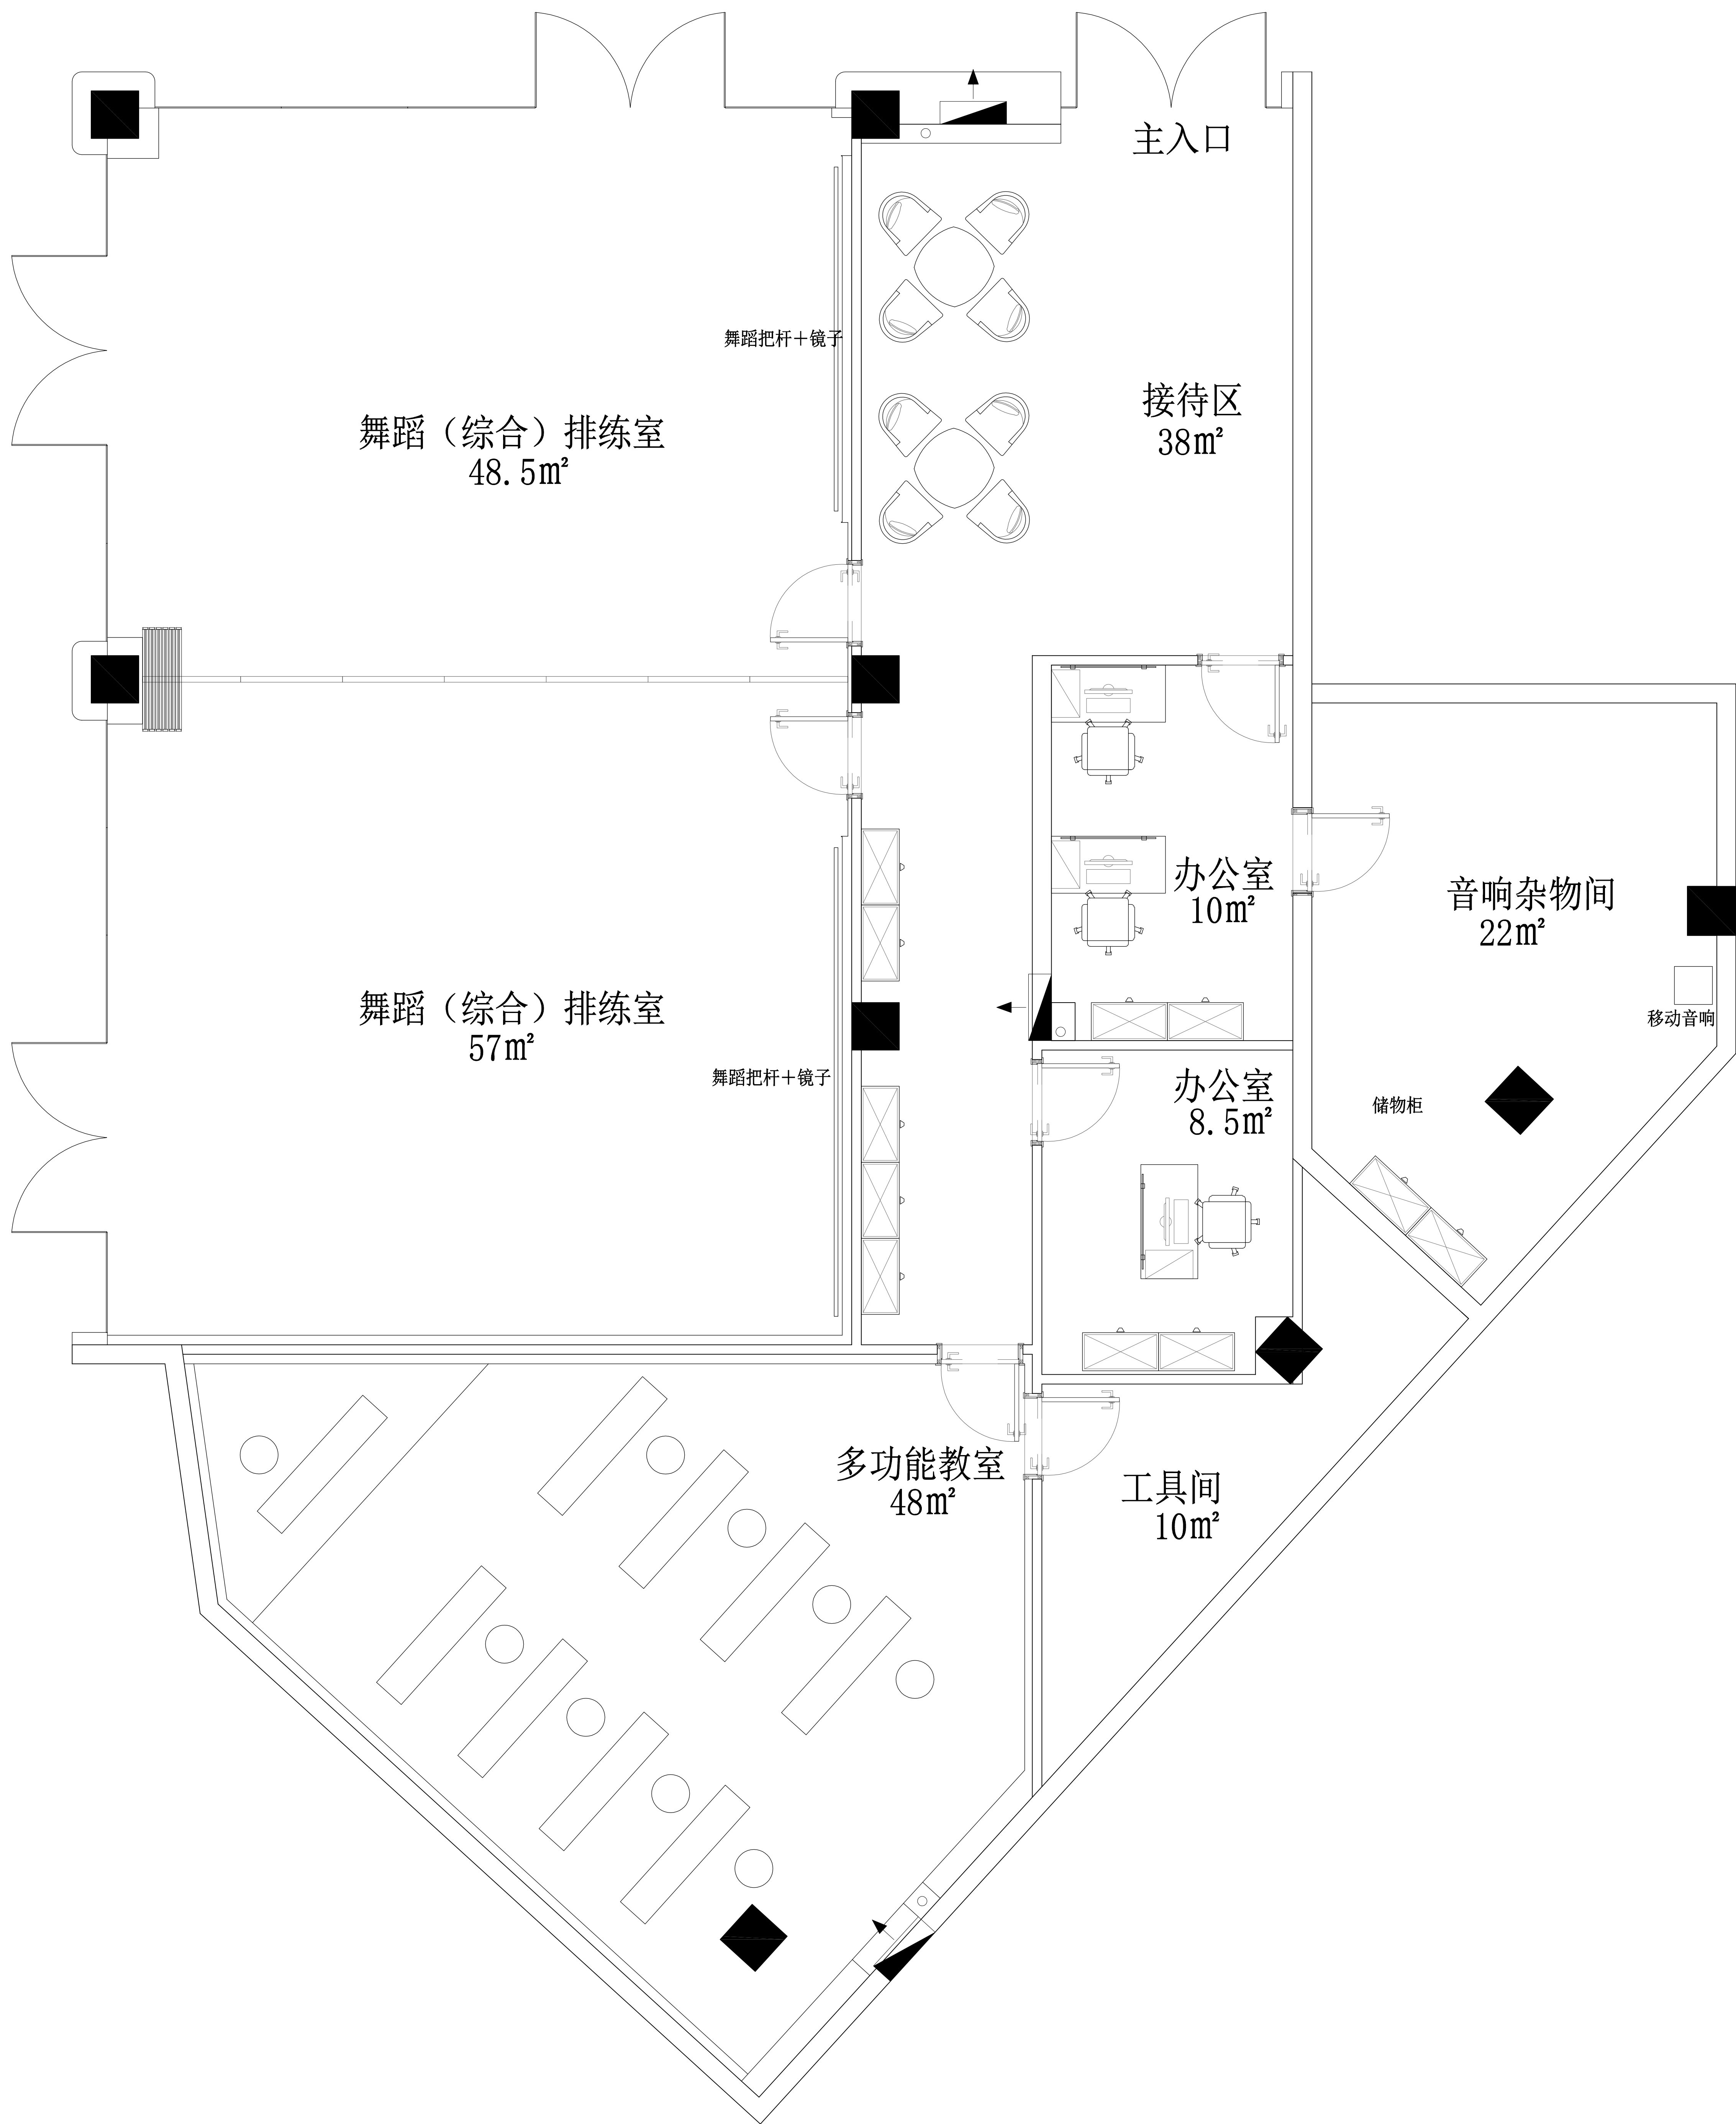 主入口
舞蹈把杆+镜子
接待区
38㎡
舞蹈（综合）排练室
48.5㎡
办公室
10㎡
音响杂物间
22㎡
舞蹈（综合）排练室
57㎡
移动音响
舞蹈把杆+镜子
办公室
8.5㎡
储物柜
多功能教室
48㎡
工具间
10㎡